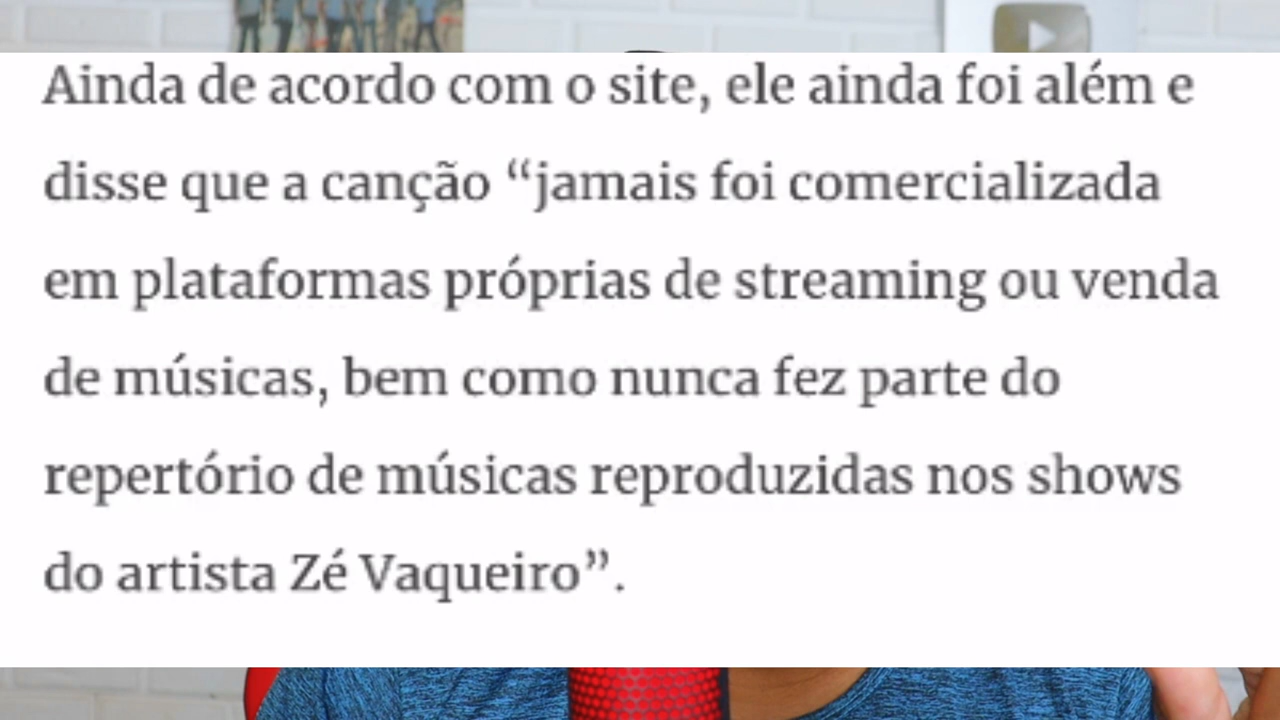 Ainda de acordo com o site, ele ainda foi além e
disse que a canção “jamais foi comercializada
em plataformas próprias de streaming ou venda
de músicas, bem como nunca fez parte do
repertório de músicas reproduzidas nos shows
do artista Zé Vaqueiro”.